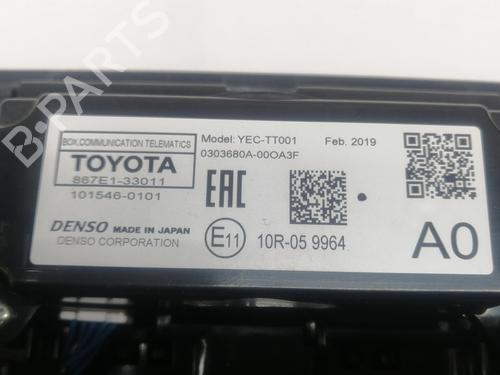 BOX,COMMUNICATION TELEMATICS
TOYOTA
867E1-33011
101546-0101
Model: YEC-TT001 Feb. 2019
0303680A-00OA3F
EAC
DENSO MADE IN JAPAN
DENSO CORPORATION
E11 10R-05 9964
A0
B-PARTS